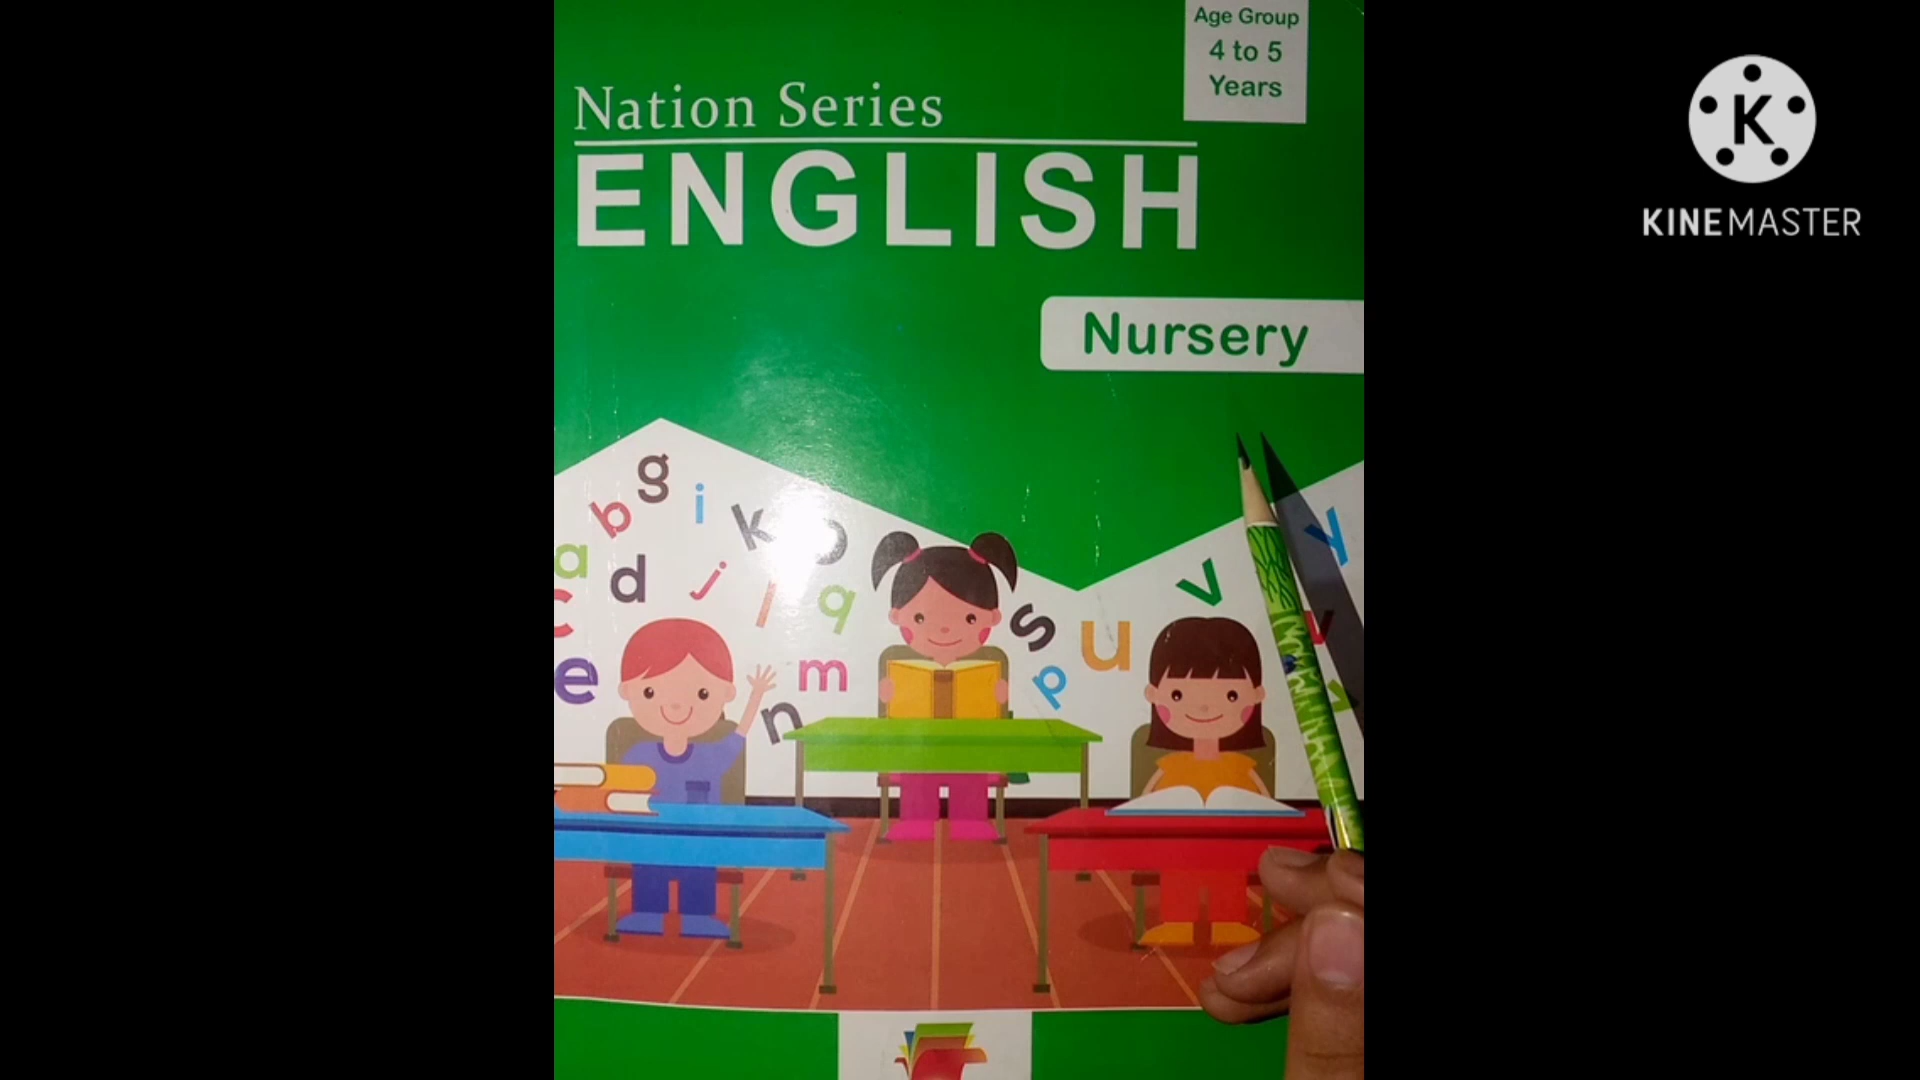 Age Group
4 to 5
Years
Nation Series
ENGLISH
Nursery
g
b i k
a d j l q
c
e m n
s u v y
p
K
KINEMASTER